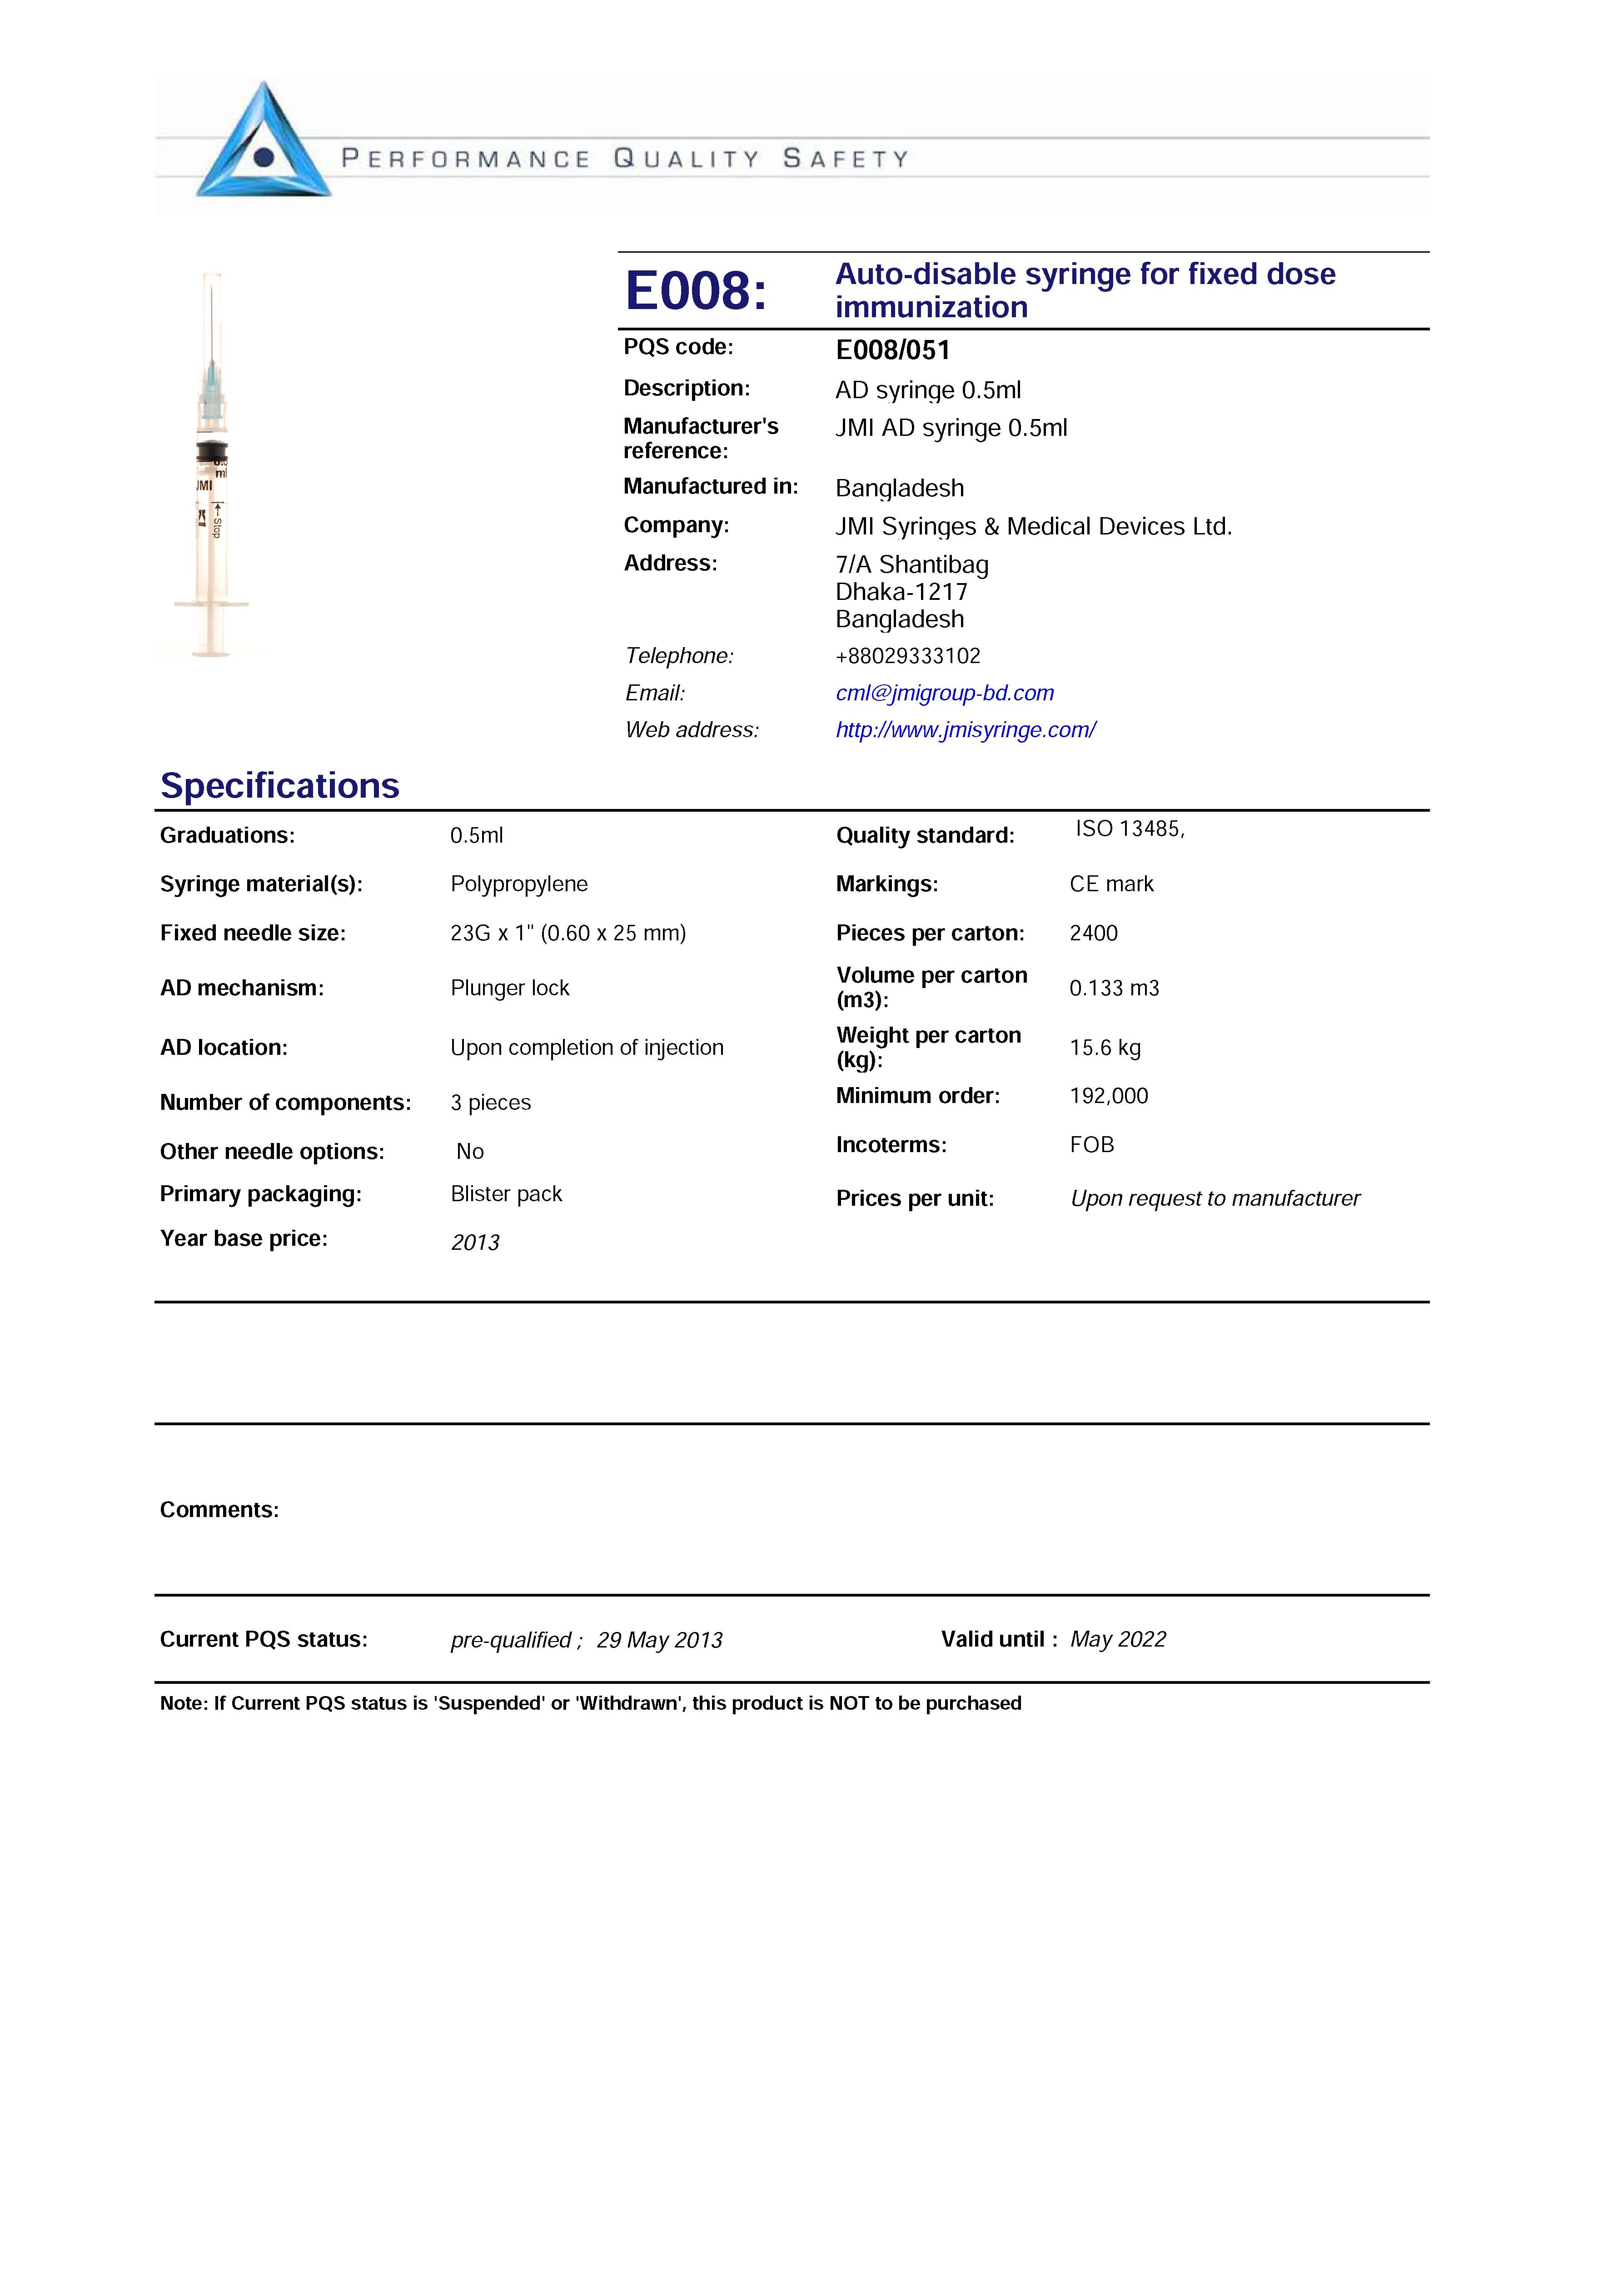 PERFORMANCE QUALITY SAFETY
E008:
Auto-disable syringe for fixed dose
immunization
PQS code: E008/051
Description: AD syringe 0.5ml
Manufacturer's
reference:
JMI AD syringe 0.5ml
Manufactured in: Bangladesh
Company: JMI Syringes & Medical Devices Ltd.
Address: 7/A Shantibag
Dhaka-1217
Bangladesh
Telephone: +88029333102
Email: cml@jmigroup-bd.com
Web address: http://www.jmisyringe.com/
ml
JMI
Stop
Specifications
Graduations: 0.5ml
Syringe material(s): Polypropylene
Fixed needle size: 23G x 1" (0.60 x 25 mm)
AD mechanism: Plunger lock
AD location: Upon completion of injection
Number of components: 3 pieces
Other needle options: No
Primary packaging: Blister pack
Year base price: 2013
Quality standard: ISO 13485,
Markings: CE mark
Pieces per carton: 2400
Volume per carton
(m3):
0.133 m3
Weight per carton
(kg):
15.6 kg
Minimum order: 192,000
Incoterms: FOB
Prices per unit: Upon request to manufacturer
Comments:
Current PQS status: pre-qualified ; 29 May 2013 Valid until : May 2022
Note: If Current PQS status is 'Suspended' or 'Withdrawn', this product is NOT to be purchased